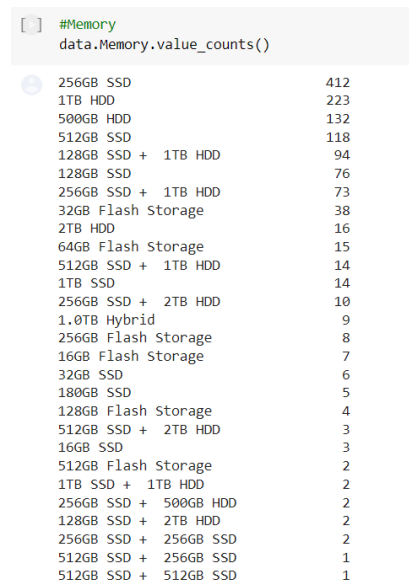 [ ] #Memory
data.Memory.value_counts()
256GB SSD 412
1TB HDD 223
500GB HDD 132
512GB SSD 118
128GB SSD +  1TB HDD 94
128GB SSD 76
256GB SSD +  1TB HDD 73
32GB Flash Storage 38
2TB HDD 16
64GB Flash Storage 15
512GB SSD +  1TB HDD 14
1TB SSD 14
256GB SSD +  2TB HDD 10
1.0TB Hybrid 9
256GB Flash Storage 8
16GB Flash Storage 7
32GB SSD 6
180GB SSD 5
128GB Flash Storage 4
512GB SSD +  2TB HDD 3
16GB SSD 3
512GB Flash Storage 2
1TB SSD +  1TB HDD 2
256GB SSD +  500GB HDD 2
128GB SSD +  2TB HDD 2
256GB SSD +  256GB SSD 2
512GB SSD +  256GB SSD 1
512GB SSD +  512GB SSD 1